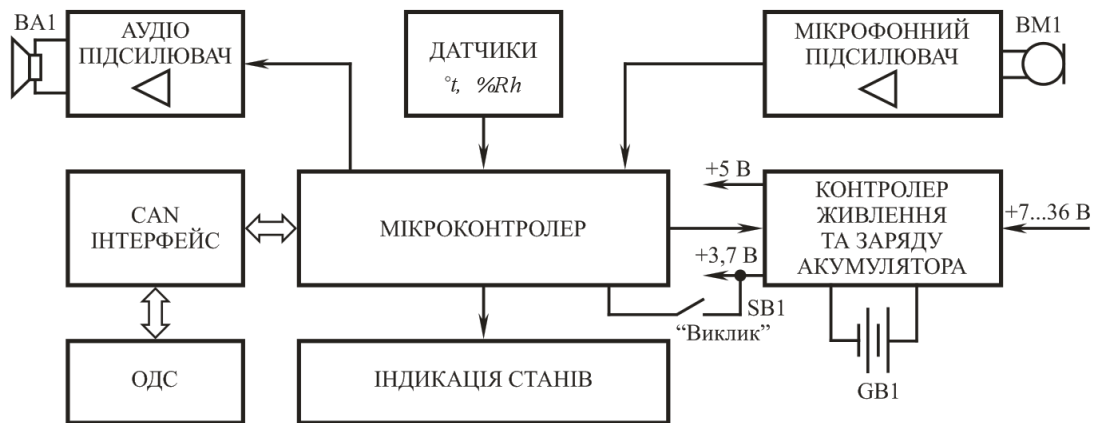 BA1
АУДІО
ПІДСИЛЮВАЧ
ДАТЧИКИ
°t, %Rh
МІКРОФОННИЙ
ПІДСИЛЮВАЧ
BM1
CAN
ІНТЕРФЕЙС
МІКРОКОНТРОЛЕР
+5 В
+3,7 В
КОНТРОЛЕР
ЖИВЛЕННЯ
ТА ЗАРЯДУ
АКУМУЛЯТОРА
+7...36 В
SB1
“Виклик”
ОДС
ІНДИКАЦІЯ СТАНІВ
GB1